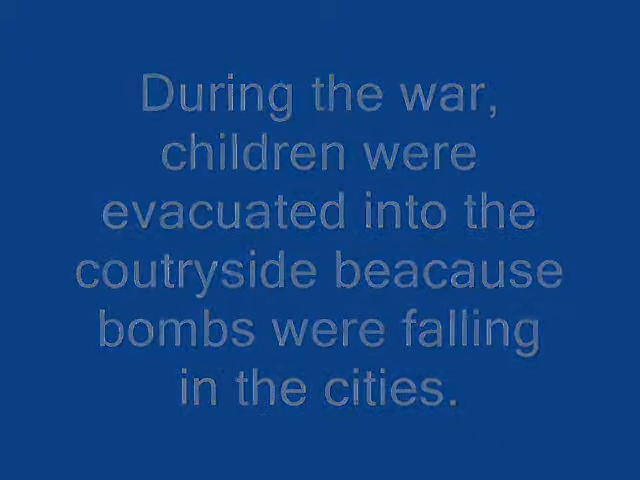 During the war,
children were
evacuated into the
coutryside beacause
bombs were falling
in the cities.